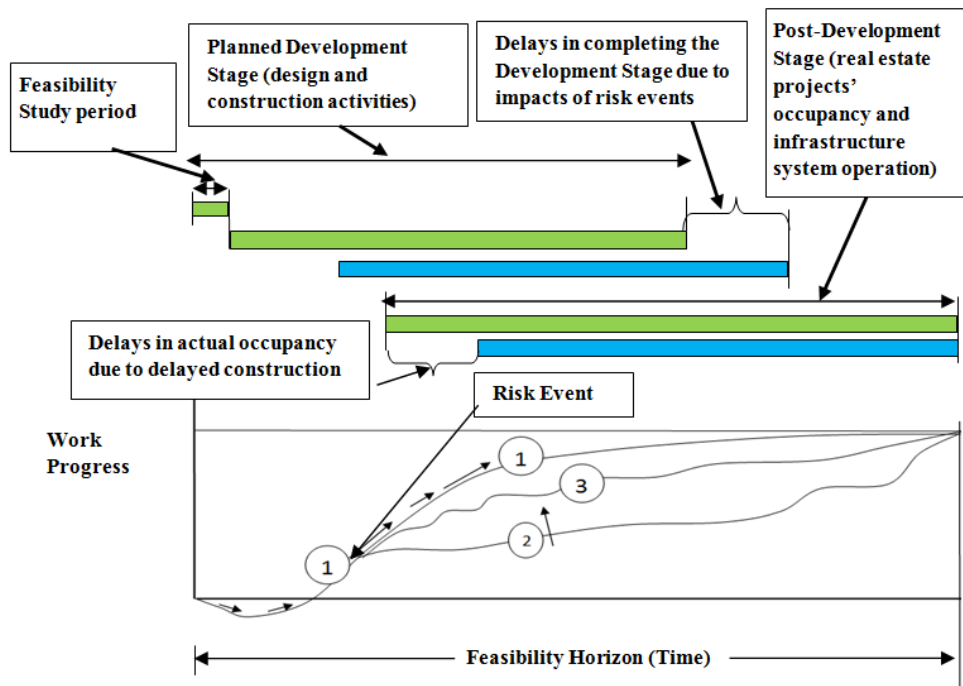 Feasibility
Study period
Planned Development
Stage (design and
construction activities)
Delays in completing the
Development Stage due to
impacts of risk events
Post-Development
Stage (real estate
projects’
occupancy and
infrastructure
system operation)
Delays in actual occupancy
due to delayed construction
Risk Event
Work
Progress
1
3
2
1
Feasibility Horizon (Time)